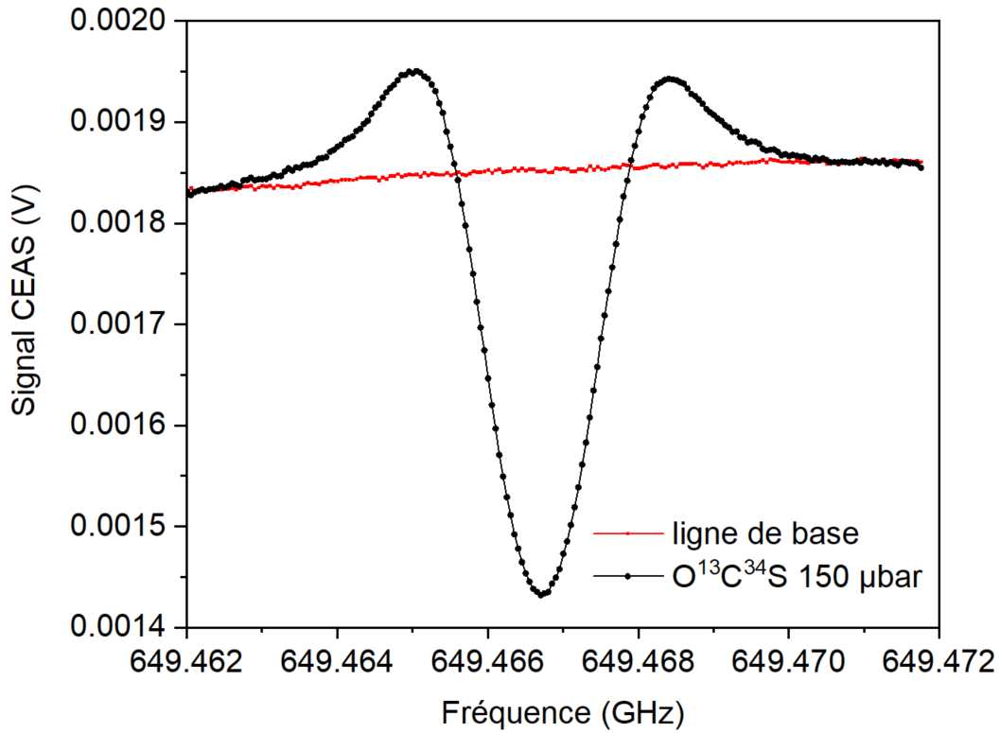 0.0020
0.0019
0.0018
0.0017
0.0016
0.0015
0.0014
Signal CEAS (V)
ligne de base
O¹³C³⁴S 150 µbar
649.462 649.464 649.466 649.468 649.470 649.472
Fréquence (GHz)